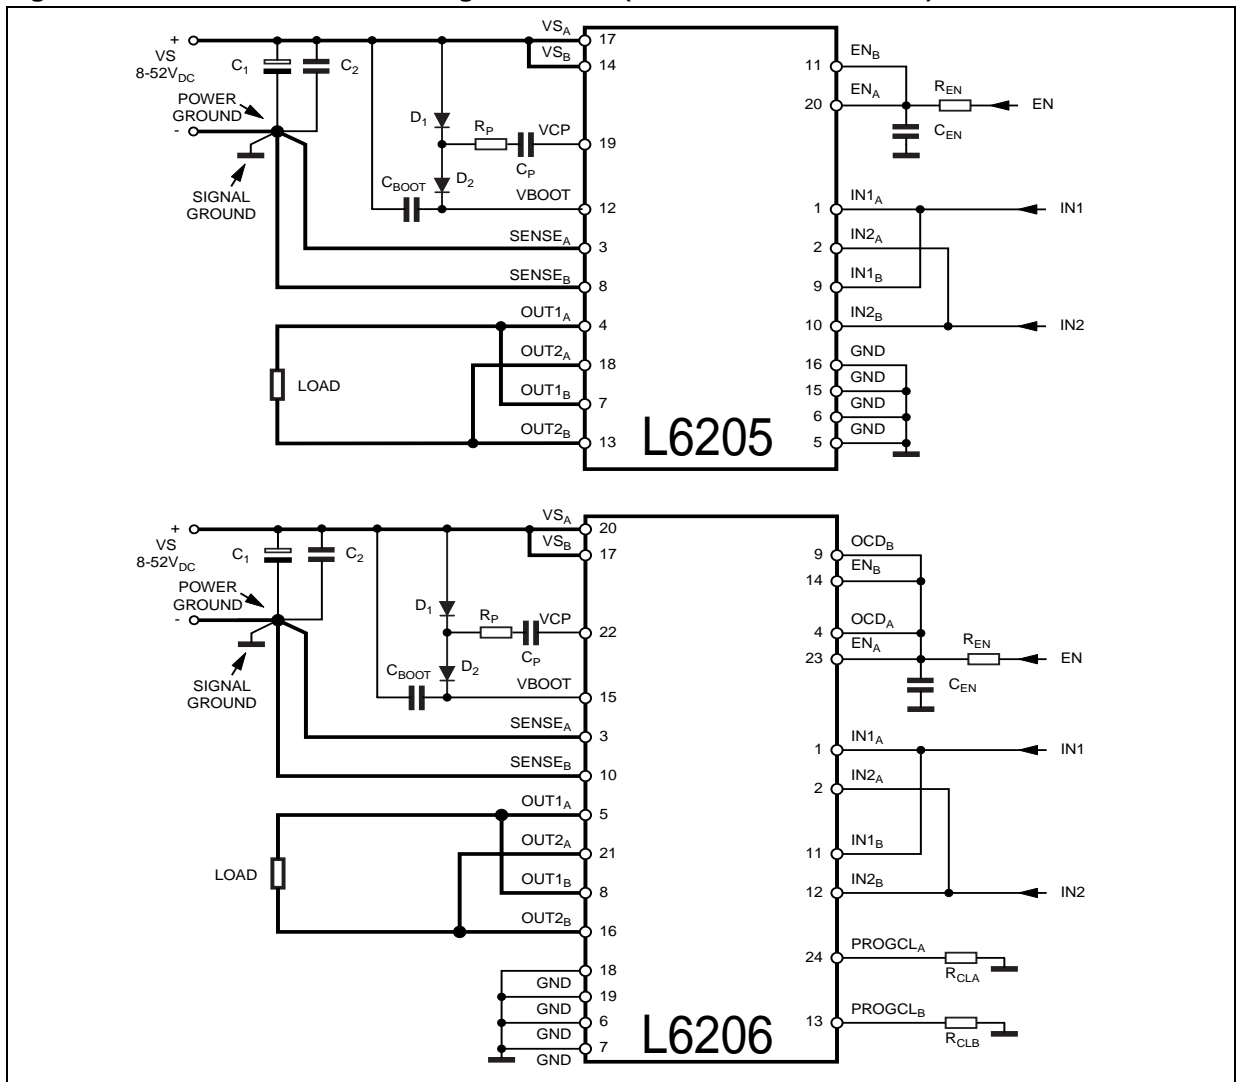 VS_A
17
EN_B
+
VS
8-52V_DC
C_1
C_2
VS_B
14
11
R_EN
EN
EN_A
20
POWER
GROUND
C_EN
-
D_1
R_P
VCP
19
C_P
SIGNAL
GROUND
C_BOOT
D_2
VBOOT
12
1
IN1_A
IN1
SENSE_A
3
2
IN2_A
SENSE_B
8
9
IN1_B
OUT1_A
4
10
IN2_B
IN2
OUT2_A
18
16
GND
LOAD
15
GND
OUT1_B
7
6
GND
OUT2_B
13
L6205
5
GND
VS_A
20
+
VS
8-52V_DC
C_1
C_2
VS_B
17
9
OCD_B
14
EN_B
POWER
GROUND
-
D_1
R_P
VCP
22
C_P
4
OCD_A
23
EN_A
R_EN
EN
C_EN
SIGNAL
GROUND
C_BOOT
D_2
VBOOT
15
SENSE_A
3
1
IN1_A
IN1
SENSE_B
10
2
IN2_A
OUT1_A
5
OUT2_A
21
11
IN1_B
LOAD
OUT1_B
8
12
IN2_B
IN2
OUT2_B
16
24
PROGCL_A
R_CLA
18
GND
19
GND
6
GND
7
GND
L6206
13
PROGCL_B
R_CLB